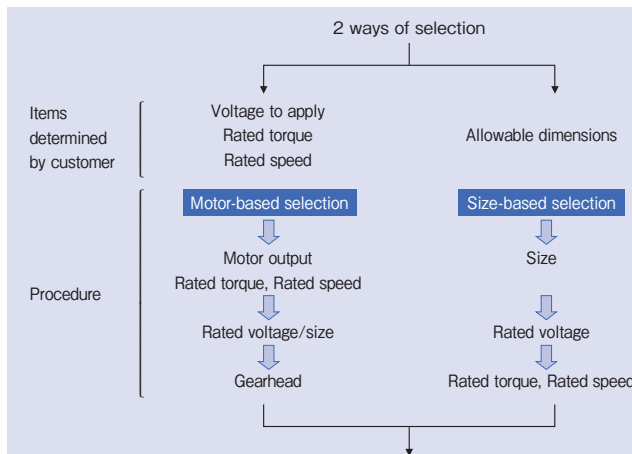 2 ways of selection
Items
determined
by customer
Voltage to apply
Rated torque
Rated speed
Allowable dimensions
Procedure
Motor-based selection
Motor output
Rated torque, Rated speed
Rated voltage/size
Gearhead
Size-based selection
Size
Rated voltage
Rated torque, Rated speed